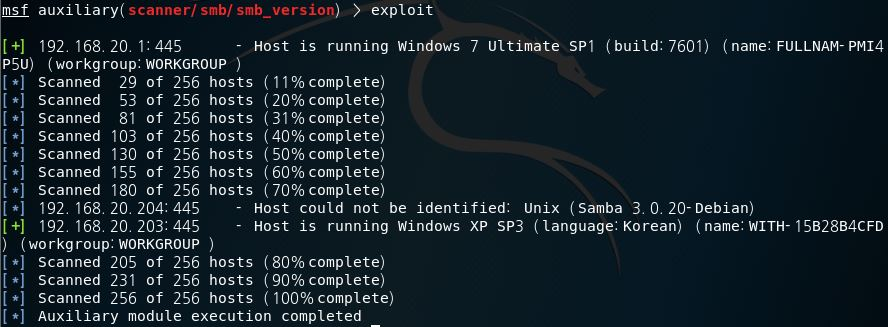 msf auxiliary(scanner/smb/smb_version) > exploit
[+] 192.168.20.1:445 - Host is running Windows 7 Ultimate SP1 (build:7601) (name:FULLNAM-PMI4
P5U) (workgroup:WORKGROUP )
[*] Scanned 29 of 256 hosts (11% complete)
[*] Scanned 53 of 256 hosts (20% complete)
[*] Scanned 81 of 256 hosts (31% complete)
[*] Scanned 103 of 256 hosts (40% complete)
[*] Scanned 130 of 256 hosts (50% complete)
[*] Scanned 155 of 256 hosts (60% complete)
[*] Scanned 180 of 256 hosts (70% complete)
[*] 192.168.20.204:445 - Host could not be identified: Unix (Samba 3.0.20-Debian)
[+] 192.168.20.203:445 - Host is running Windows XP SP3 (language:Korean) (name:WITH-15B28B4CFD
) (workgroup:WORKGROUP )
[*] Scanned 205 of 256 hosts (80% complete)
[*] Scanned 231 of 256 hosts (90% complete)
[*] Scanned 256 of 256 hosts (100% complete)
[*] Auxiliary module execution completed